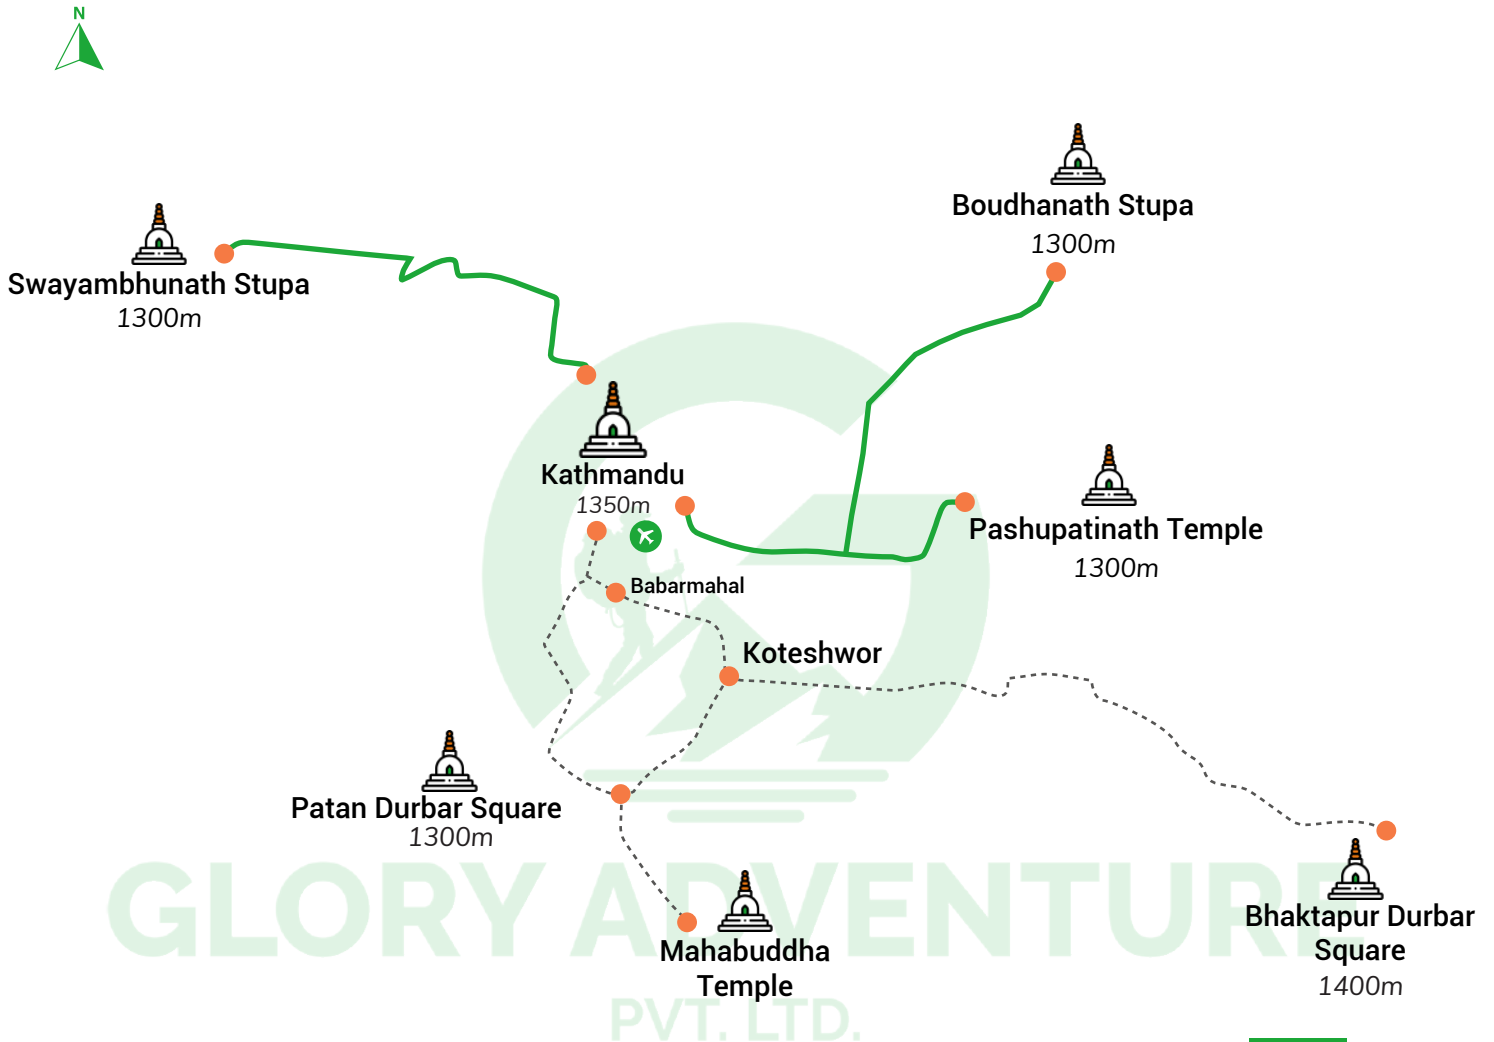 N
Boudhanath Stupa
1300m
Swayambhunath Stupa
1300m
Kathmandu
1350m
Pashupatinath Temple
1300m
Babarmahal
Koteshwor
Patan Durbar Square
1300m
Mahabuddha
Temple
Bhaktapur Durbar
Square
1400m
GLORY ADVENTURE
PVT. LTD.